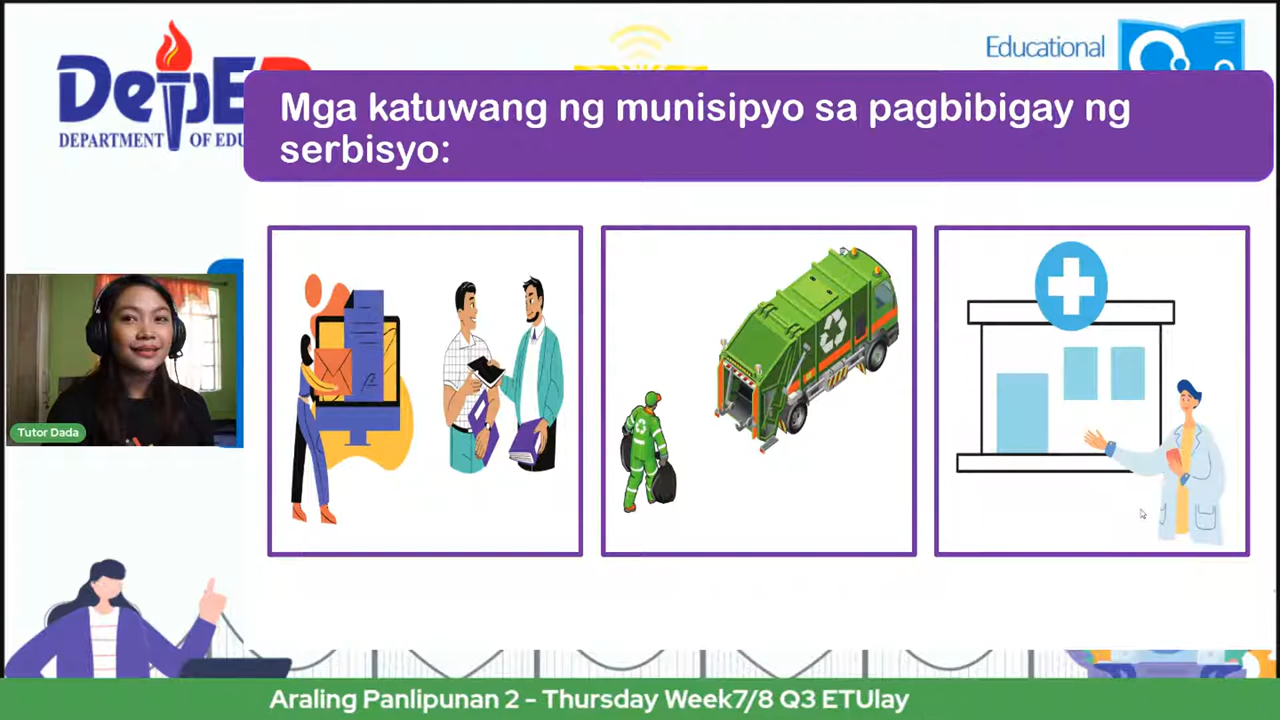 DepED
DEPARTMENT OF EDU
Educational
Mga katuwang ng munisipyo sa pagbibigay ng
serbisyo:
Tutor Dada
Araling Panlipunan 2 - Thursday Week7/8 Q3 ETUlay